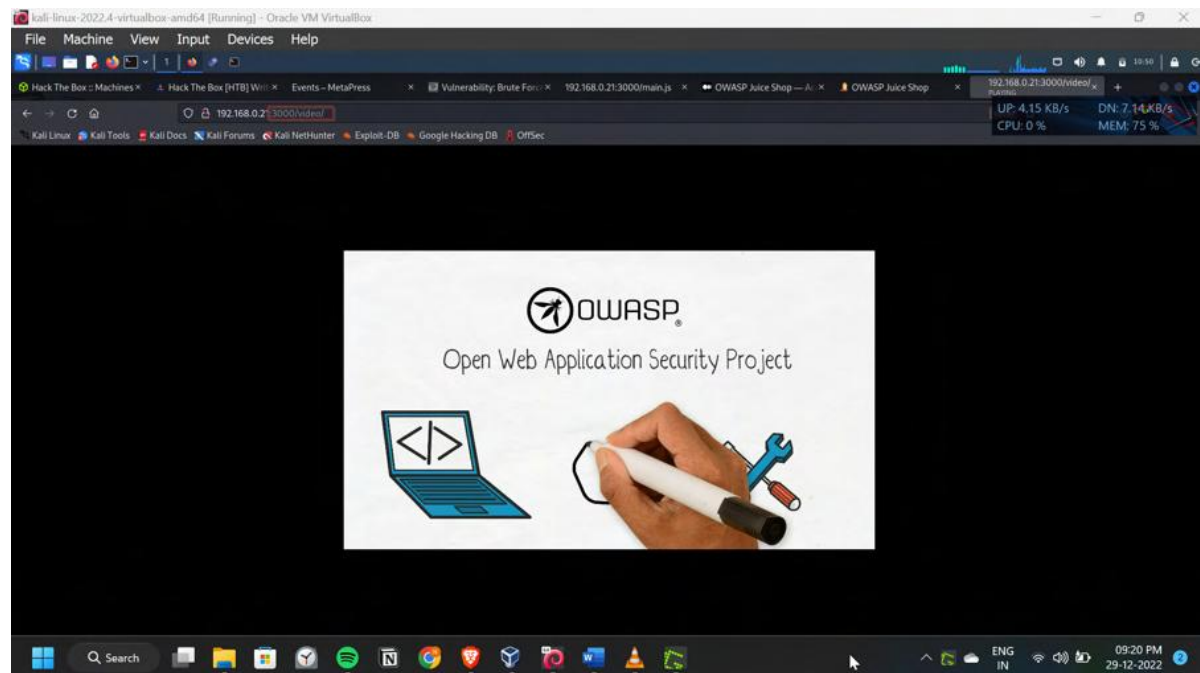 kali-linux-2022.4-virtualbox-amd64 [Running] - Oracle VM VirtualBox
File Machine View Input Devices Help
1 10:50
Hack The Box :: Machines Hack The Box [HTB] Wri Events – MetaPress Vulnerability: Brute Forc 192.168.0.21:3000/main.js OWASP Juice Shop — OWASP Juice Shop 192.168.0.21:3000/video/
PLAYING
192.168.0.21:3000/video/
UP: 4.15 KB/s DN: 7.14 KB/s
CPU: 0 % MEM: 75 %
Kali Linux Kali Tools Kali Docs Kali Forums Kali NetHunter Exploit-DB Google Hacking DB OffSec
OWASP®
Open Web Application Security Project
</>
Search
ENG
IN
09:20 PM
29-12-2022
2